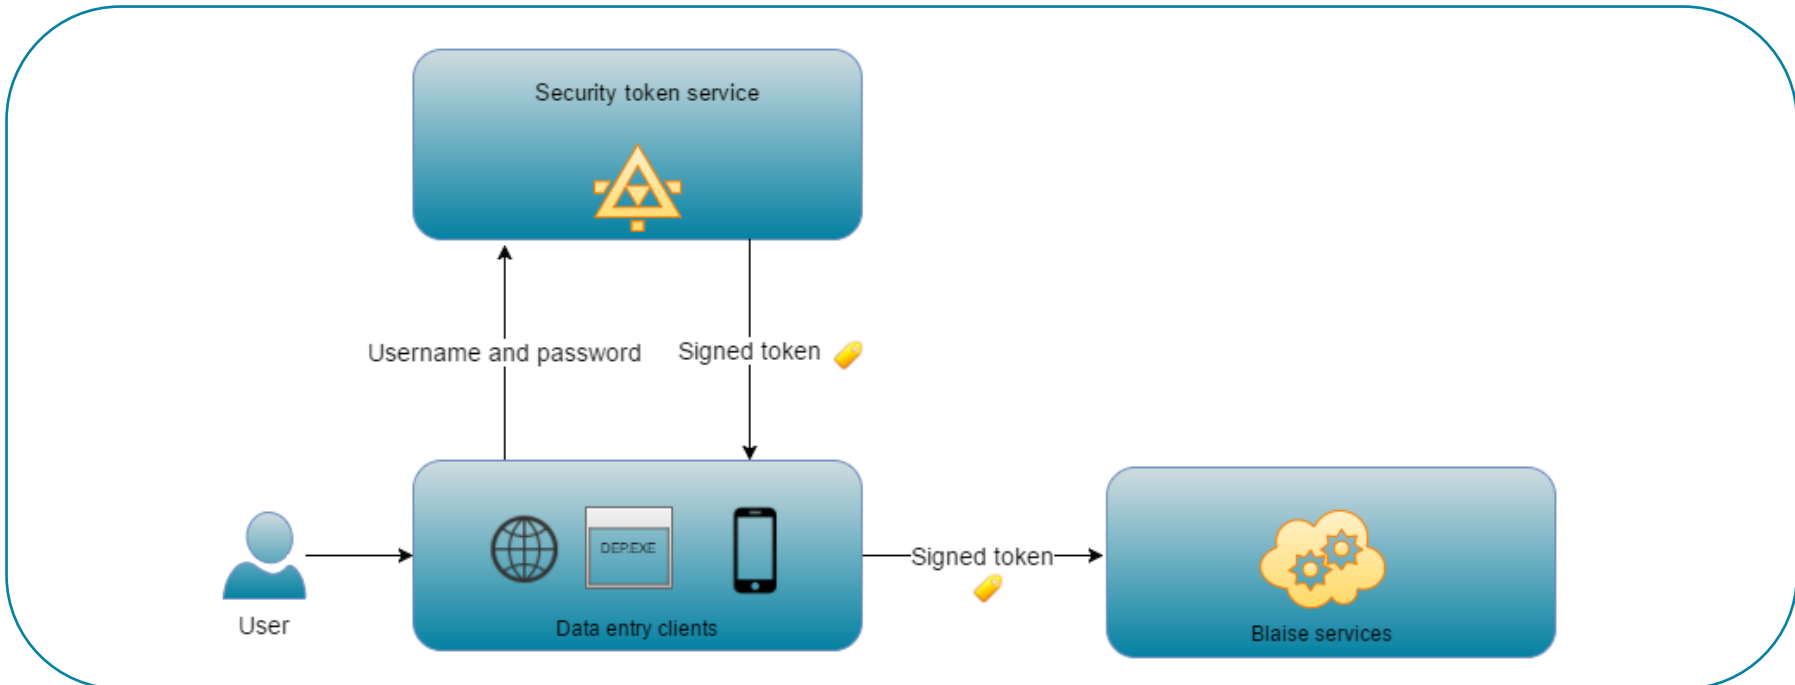 Security token service
Username and password
Signed token
DEP.EXE
Signed token
User
Data entry clients
Blaise services